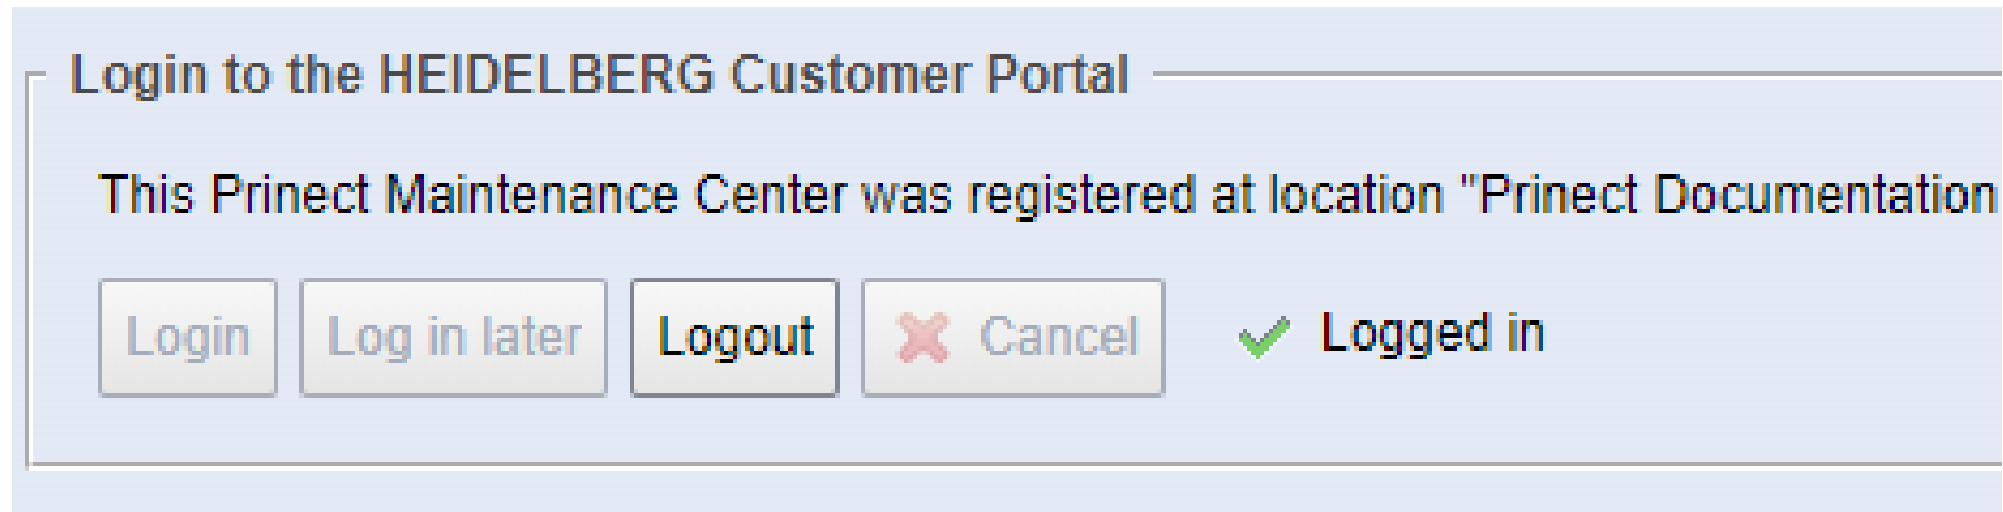 Login to the HEIDELBERG Customer Portal
This Prinect Maintenance Center was registered at location "Prinect Documentation
Login Log in later Logout Cancel Logged in